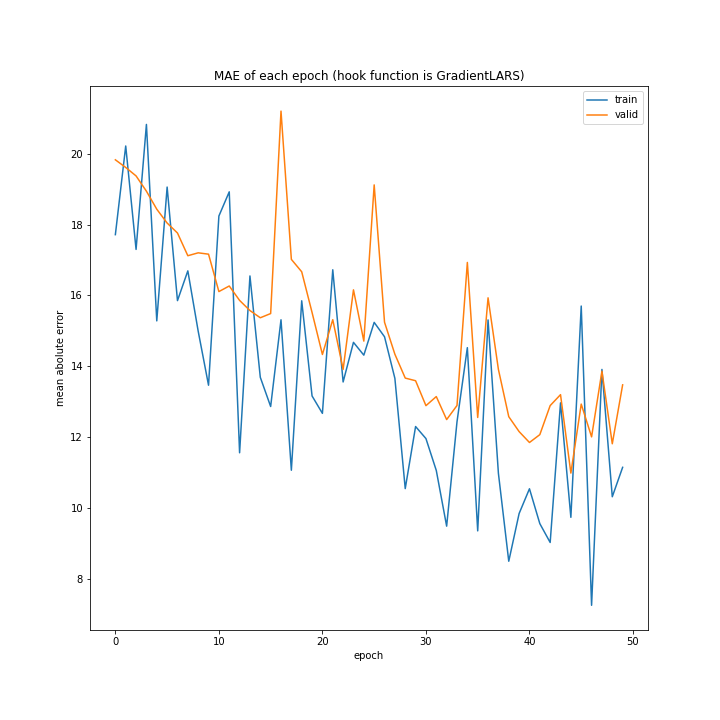 MAE of each epoch (hook function is GradientLARS)
train
valid
20
18
16
14
12
10
8
mean abolute error
0
10
20
30
40
50
epoch